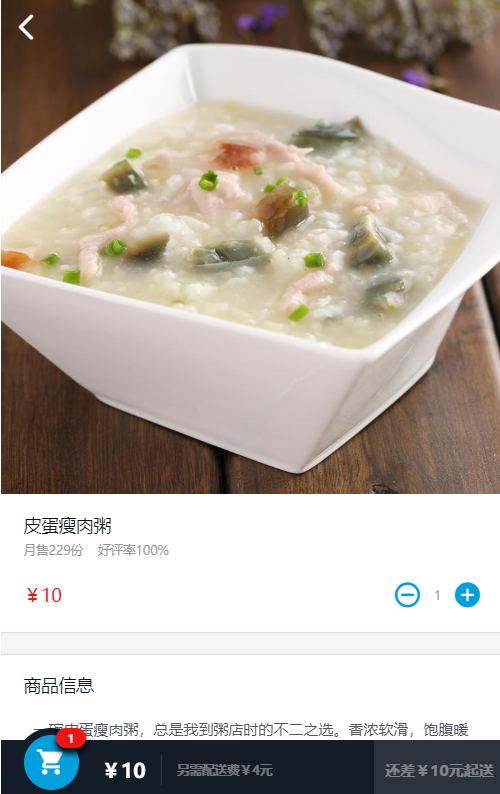 皮蛋瘦肉粥
月售229份 好评率100%
￥10
1
商品信息
一碗皮蛋瘦肉粥，总是我到粥店时的不二之选。香浓软滑，饱腹暖
1
￥10
另需配送费￥4元
还差￥10元起送